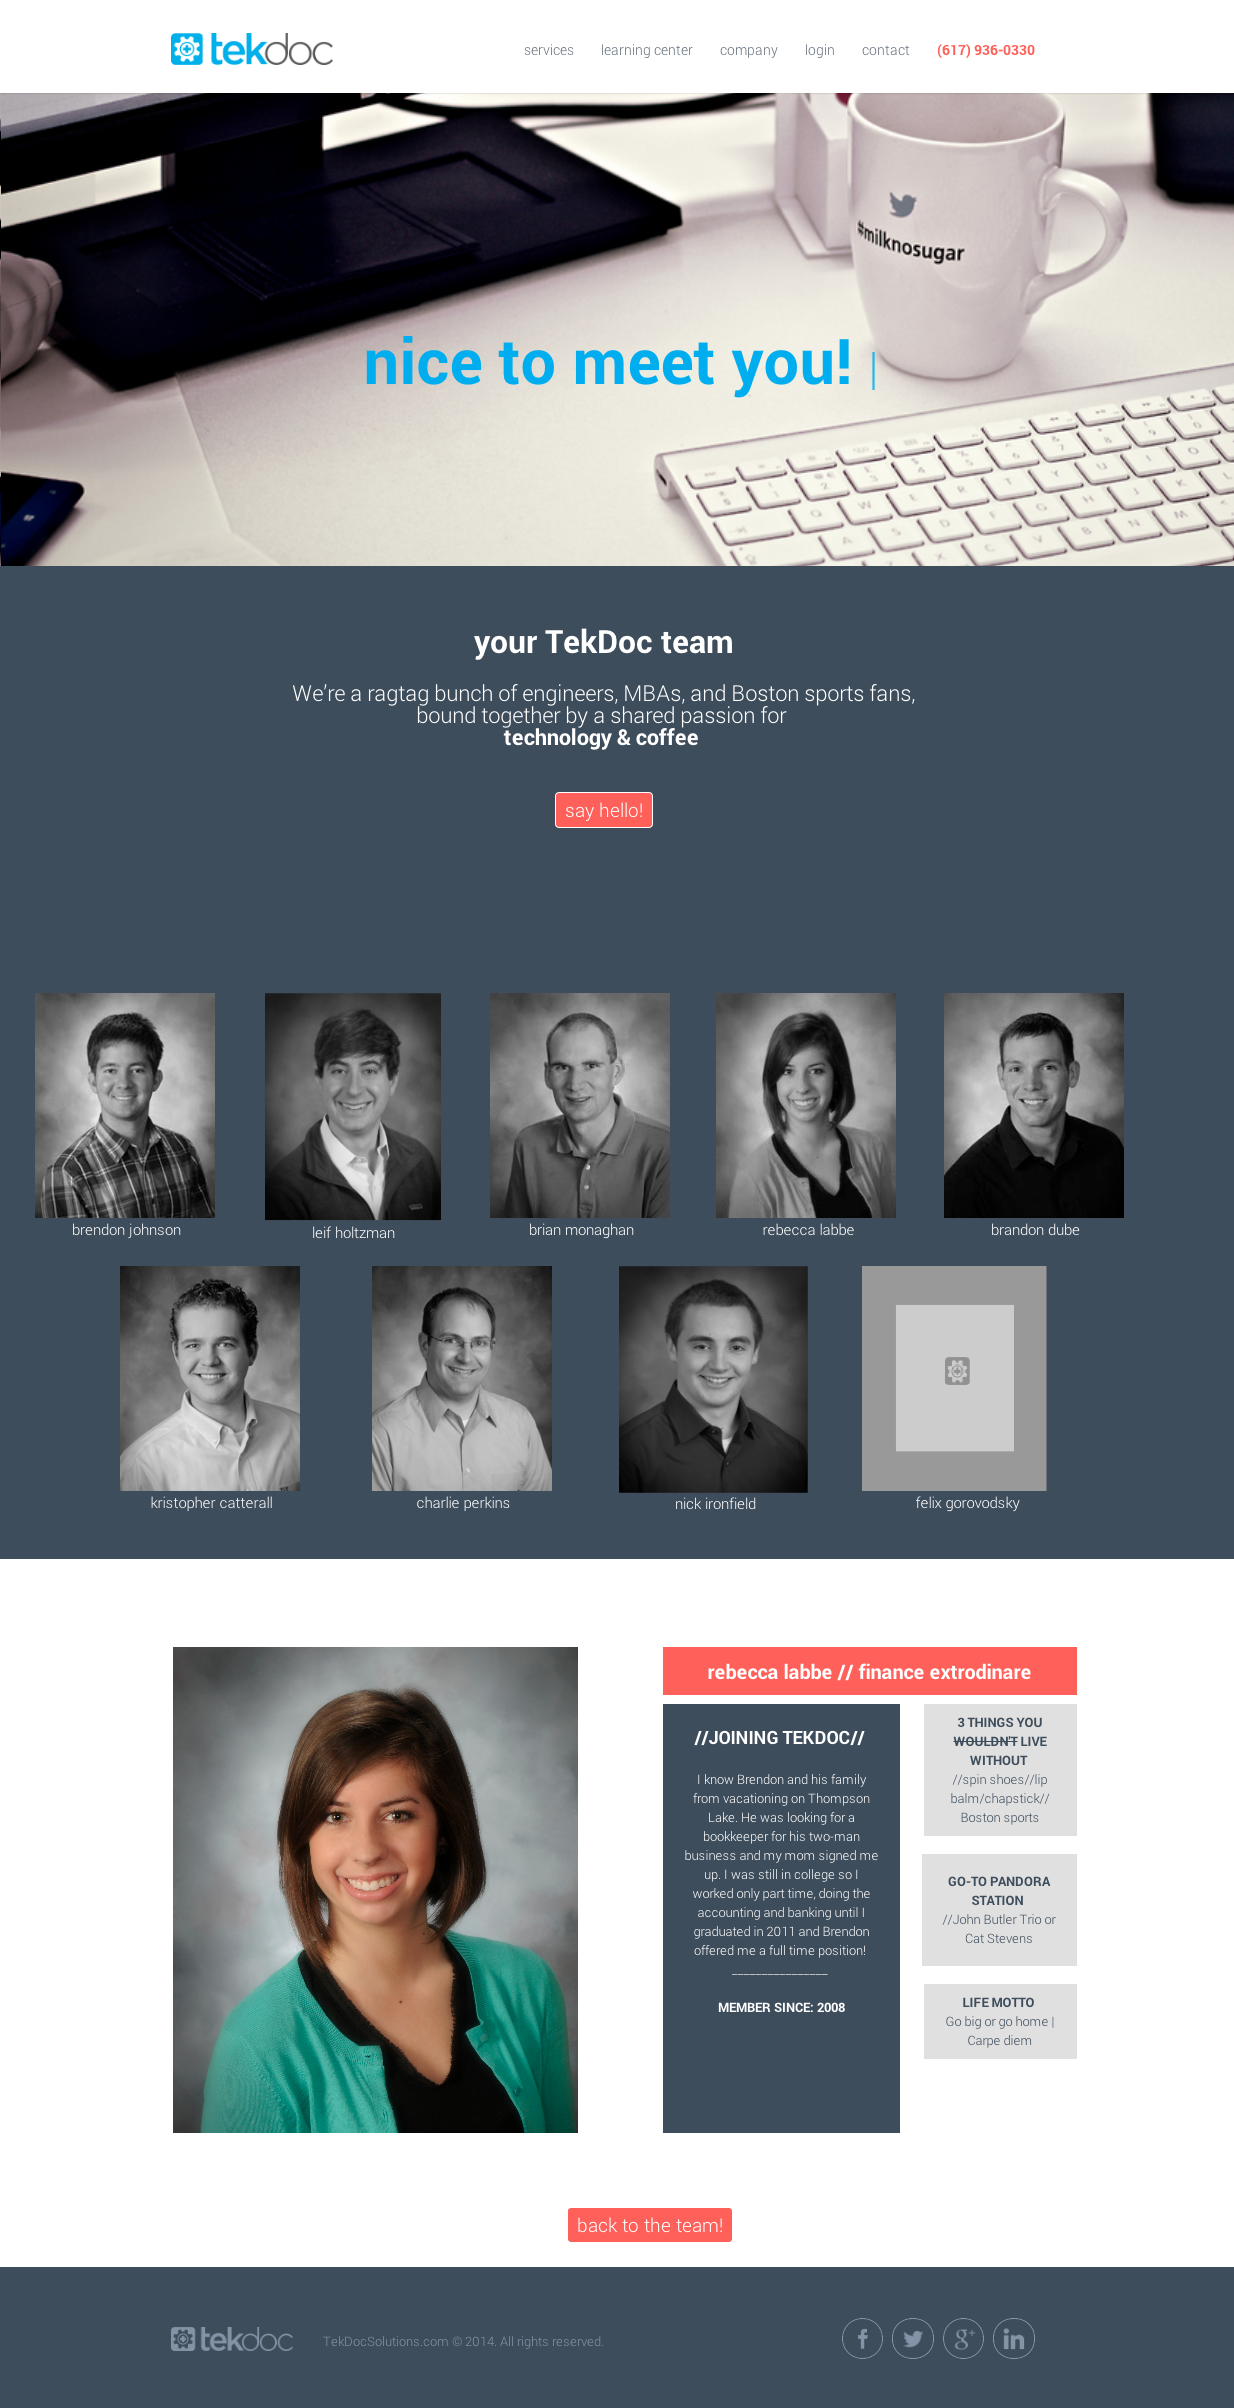 tekdoc
services learning center company login contact (617) 936-0330
#milknosugar
nice to meet you! |
your TekDoc team
We're a ragtag bunch of engineers, MBAs, and Boston sports fans,
bound together by a shared passion for
technology & coffee
say hello!
brendon johnson
leif holtzman
brian monaghan
rebecca labbe
brandon dube
kristopher catterall
charlie perkins
nick ironfield
felix gorovodsky
rebecca labbe // finance extrodinare
//JOINING TEKDOC//
I know Brendon and his family
from vacationing on Thompson
Lake. He was looking for a
bookkeeper for his two-man
business and my mom signed me
up. I was still in college so I
worked only part time, doing the
accounting and banking until I
graduated in 2011 and Brendon
offered me a full time position!
________________
MEMBER SINCE: 2008
3 THINGS YOU
WOULDN'T LIVE
WITHOUT
//spin shoes//lip
balm/chapstick//
Boston sports
GO-TO PANDORA
STATION
//John Butler Trio or
Cat Stevens
LIFE MOTTO
Go big or go home |
Carpe diem
back to the team!
tekdoc
TekDocSolutions.com © 2014. All rights reserved.